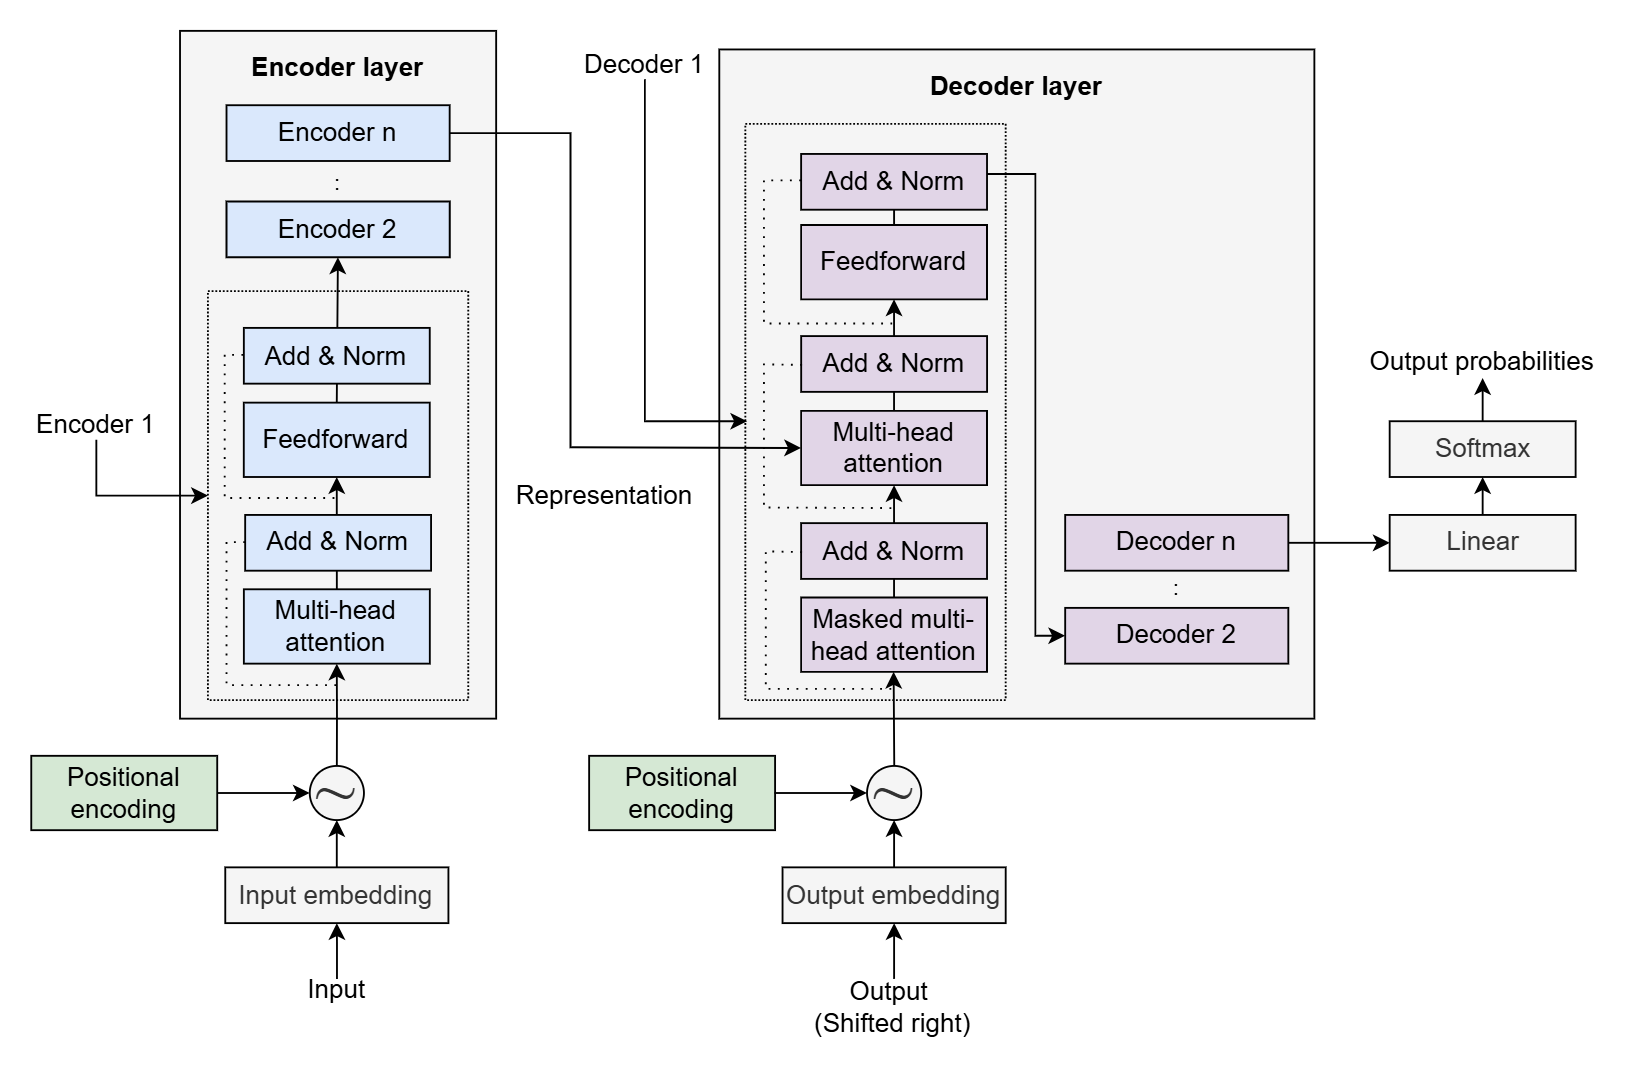 Encoder layer
Encoder n
:
Encoder 2
Add & Norm
Feedforward
Add & Norm
Multi-head
attention
Encoder 1
Positional
encoding
Input embedding
Input
Representation
Decoder 1
Decoder layer
Add & Norm
Feedforward
Add & Norm
Multi-head
attention
Add & Norm
Masked multi-
head attention
Decoder n
:
Decoder 2
Positional
encoding
Output embedding
Output
(Shifted right)
Output probabilities
Softmax
Linear